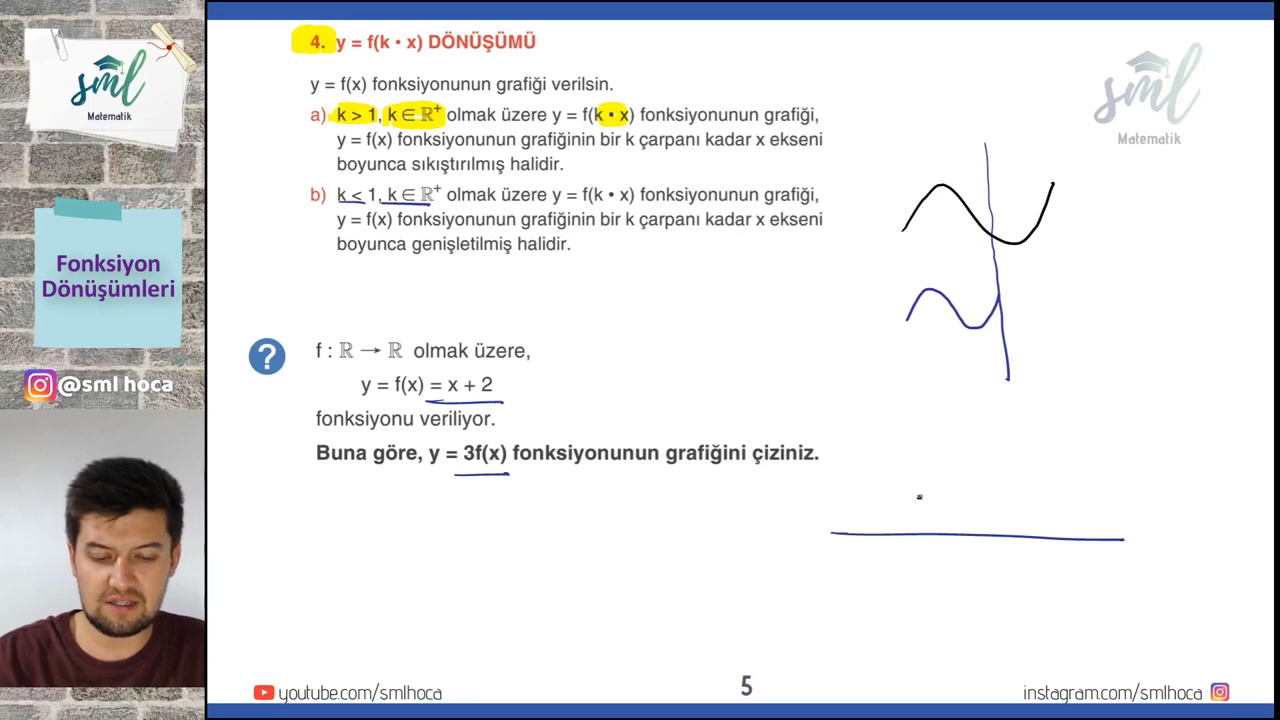 sml
Matematik
Fonksiyon
Dönüşümleri
@sml hoca
4. y = f(k • x) DÖNÜŞÜMÜ
y = f(x) fonksiyonunun grafiği verilsin.
a) k > 1, k ∈ ℝ⁺ olmak üzere y = f(k • x) fonksiyonunun grafiği,
y = f(x) fonksiyonunun grafiğinin bir k çarpanı kadar x ekseni
boyunca sıkıştırılmış halidir.
b) k < 1, k ∈ ℝ⁺ olmak üzere y = f(k • x) fonksiyonunun grafiği,
y = f(x) fonksiyonunun grafiğinin bir k çarpanı kadar x ekseni
boyunca genişletilmiş halidir.
sml
Matematik
?
f : ℝ → ℝ olmak üzere,
y = f(x) = x + 2
fonksiyonu veriliyor.
Buna göre, y = 3f(x) fonksiyonunun grafiğini çiziniz.
youtube.com/smlhoca
5
instagram.com/smlhoca